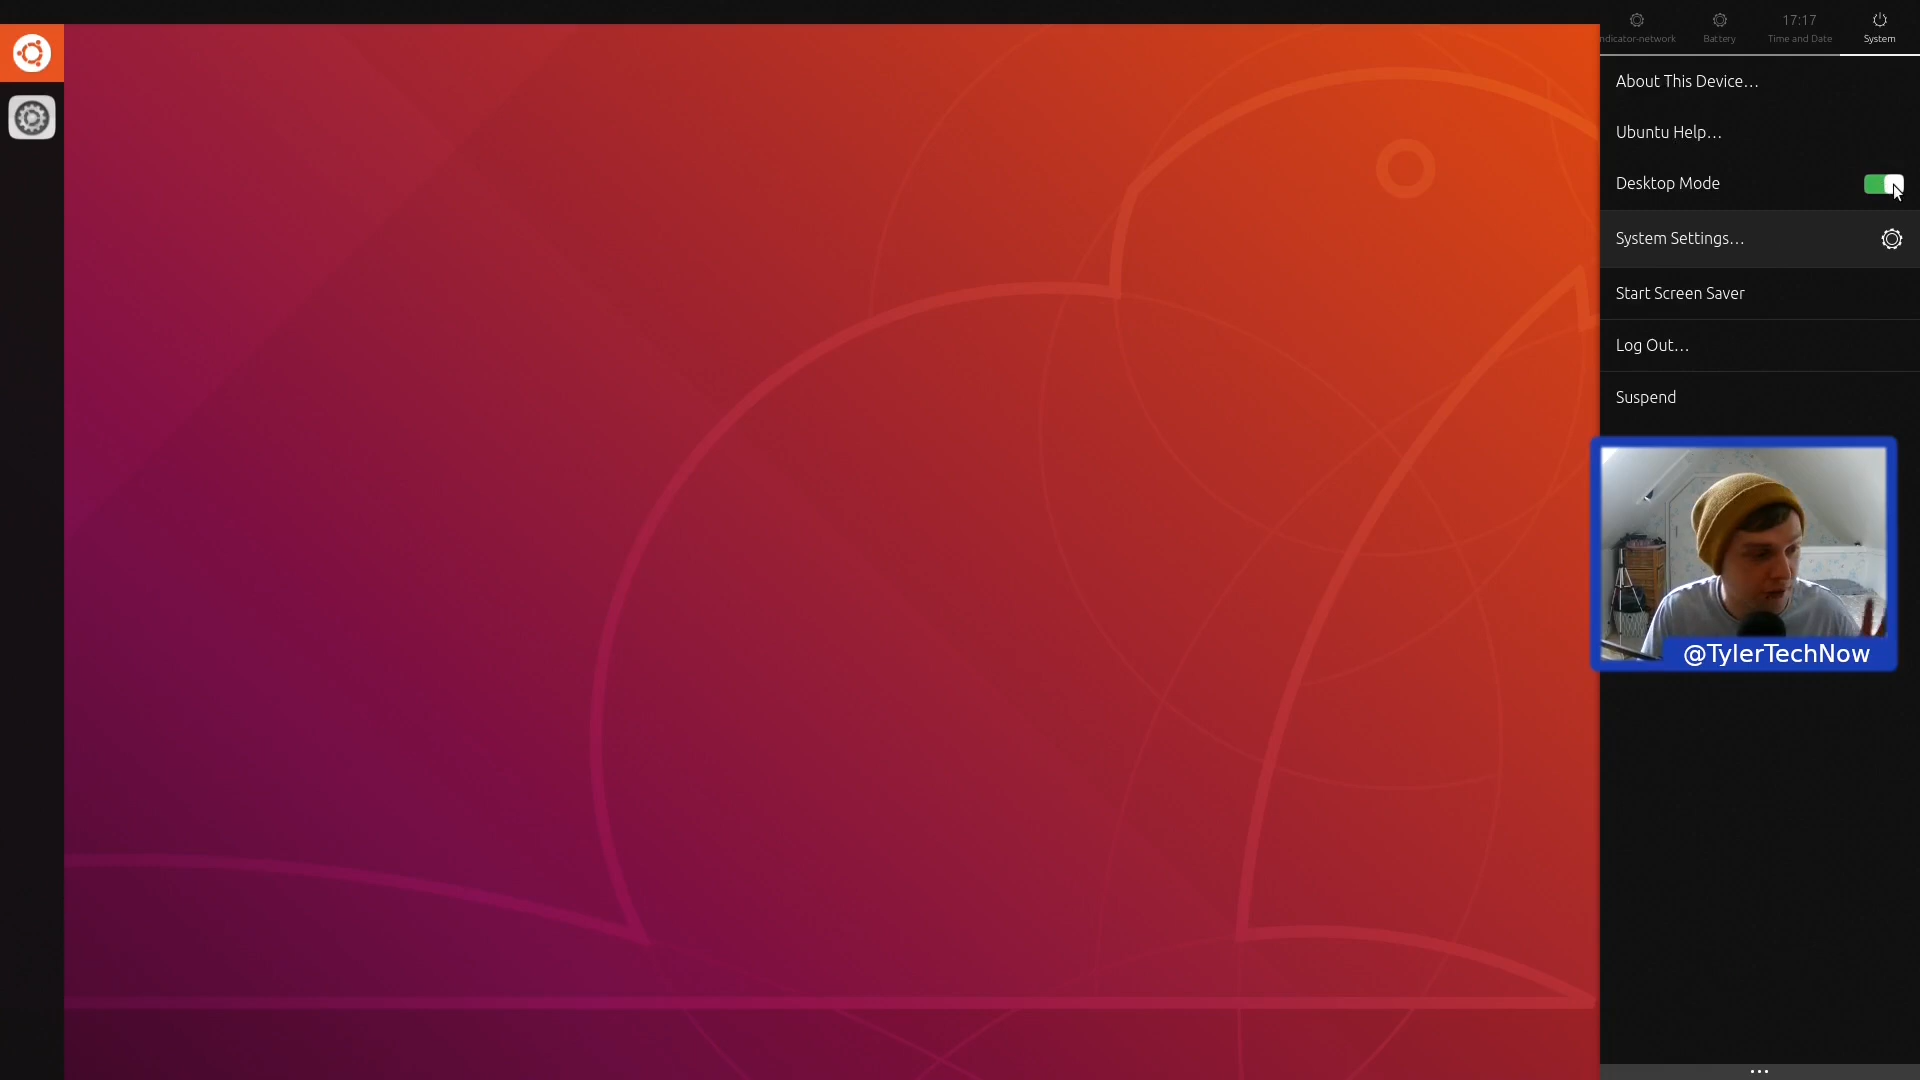 ndicator-network
Battery
17:17
Time and Date
System
About This Device...
Ubuntu Help...
Desktop Mode
System Settings...
Start Screen Saver
Log Out...
Suspend
@TylerTechNow